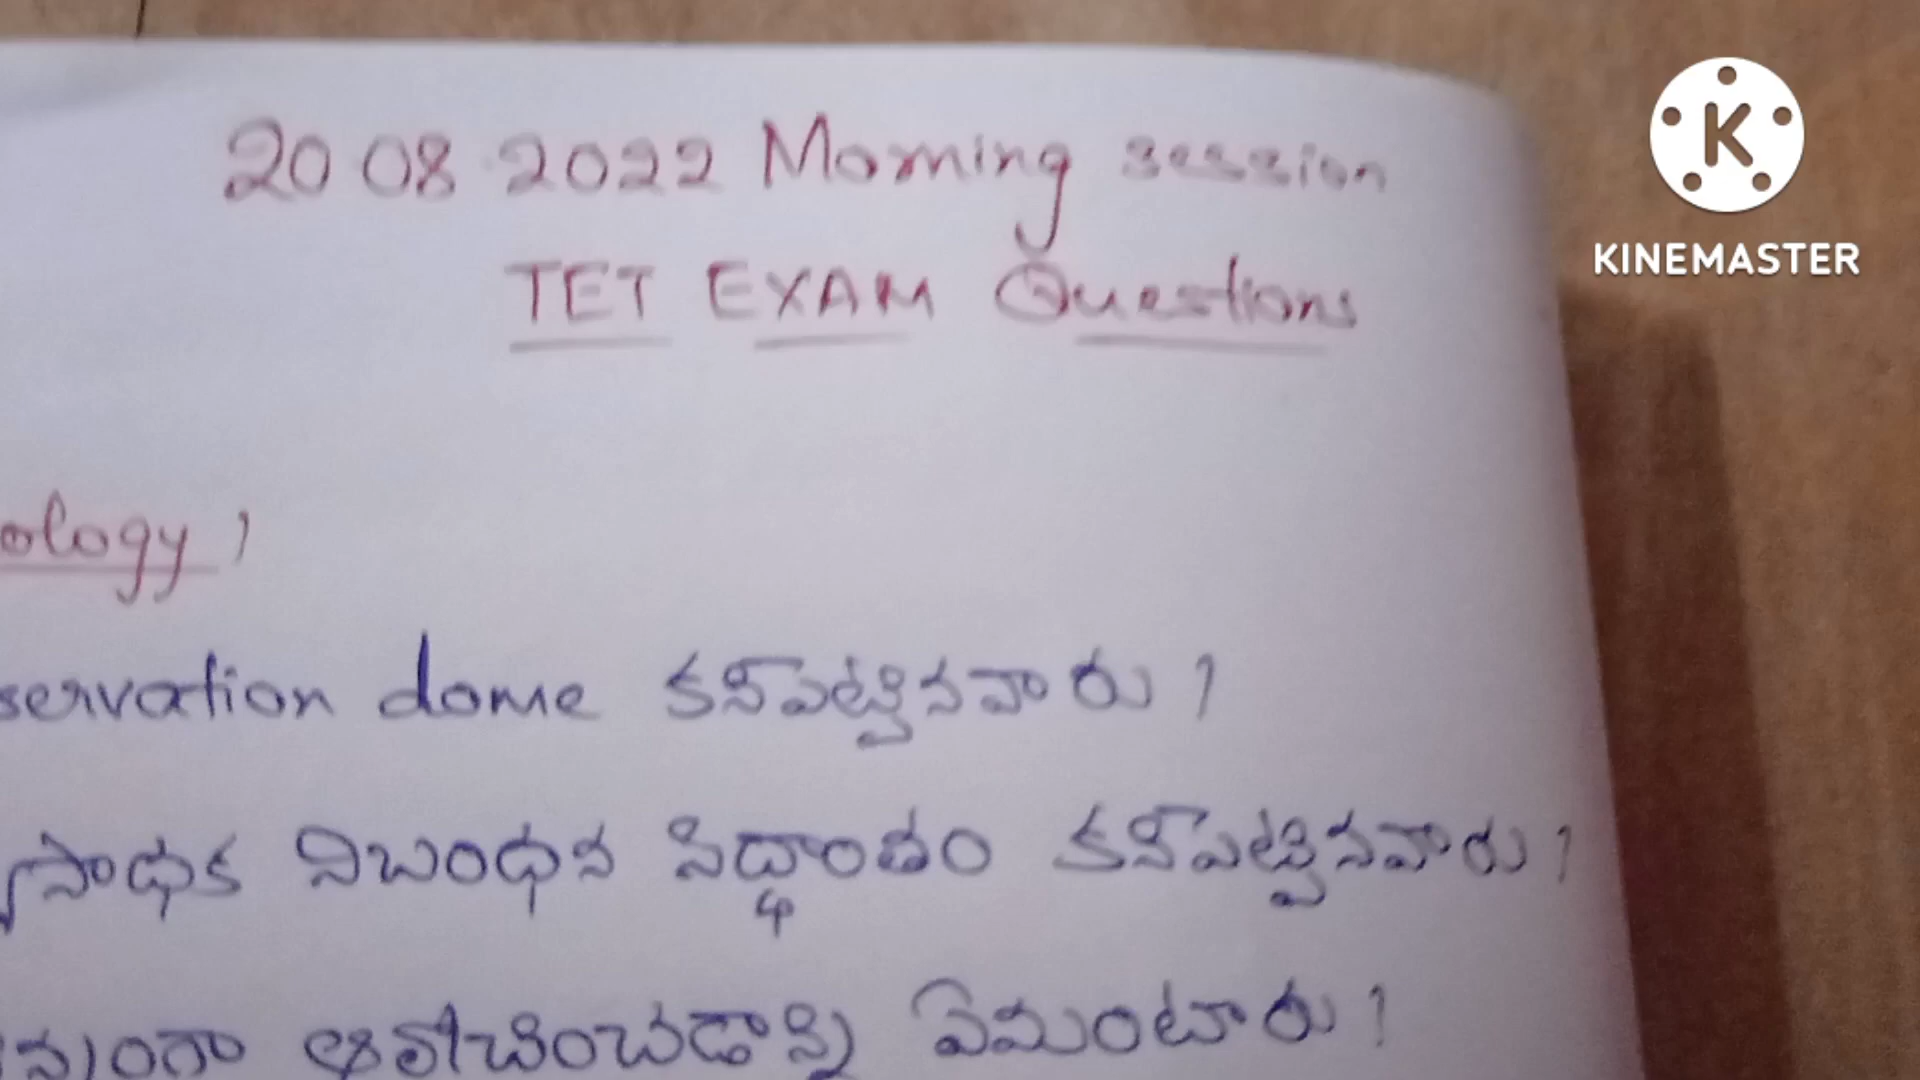 20 08 2022 Morning session
TET EXAM Questions
KINEMASTER
ology :
servation dome కనిపెట్టినవారు ?
సాధక నిబంధన సిద్ధాంతం కనిపెట్టినవారు ?
ఆలోచించడాన్ని ఏమంటారు ?